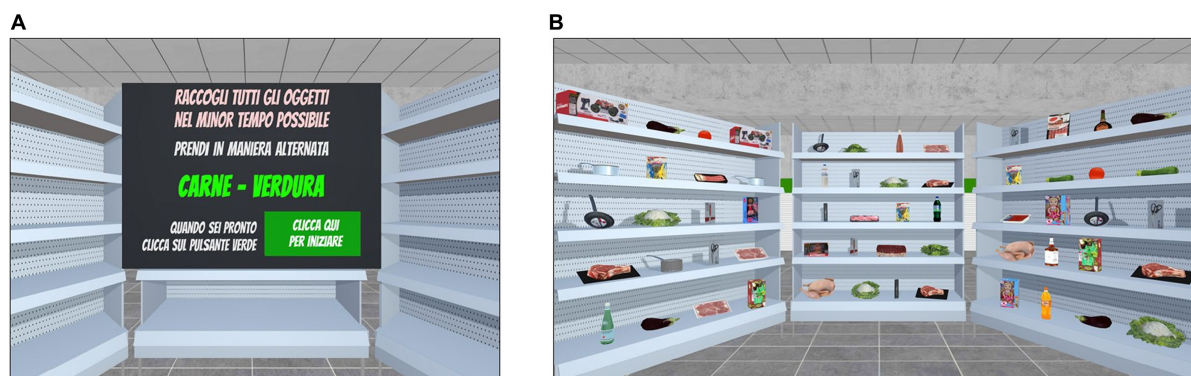 A
B
RACCOGLI TUTTI GLI OGGETTI
NEL MINOR TEMPO POSSIBILE
PRENDI IN MANIERA ALTERNATA
CARNE - VERDURA
QUANDO SEI PRONTO
CLICCA SUL PULSANTE VERDE
CLICCA QUI
PER INIZIARE